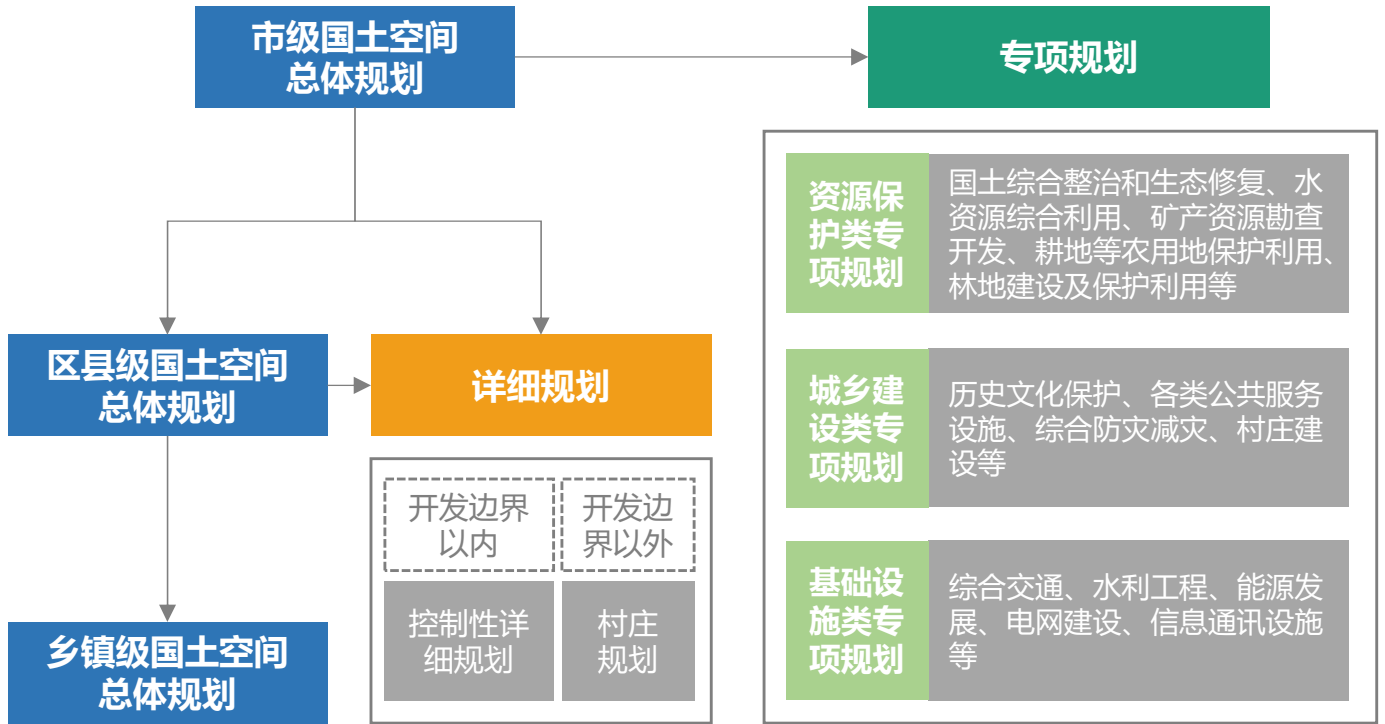 市级国土空间
总体规划
专项规划
资源保
护类专
项规划
国土综合整治和生态修复、水
资源综合利用、矿产资源勘查
开发、耕地等农用地保护利用、
林地建设及保护利用等
区县级国土空间
总体规划
详细规划
城乡建
设类专
项规划
历史文化保护、各类公共服务
设施、综合防灾减灾、村庄建
设等
开发边界
以内
开发边
界以外
控制性详
细规划
村庄
规划
基础设
施类专
项规划
综合交通、水利工程、能源发
展、电网建设、信息通讯设施
等
乡镇级国土空间
总体规划